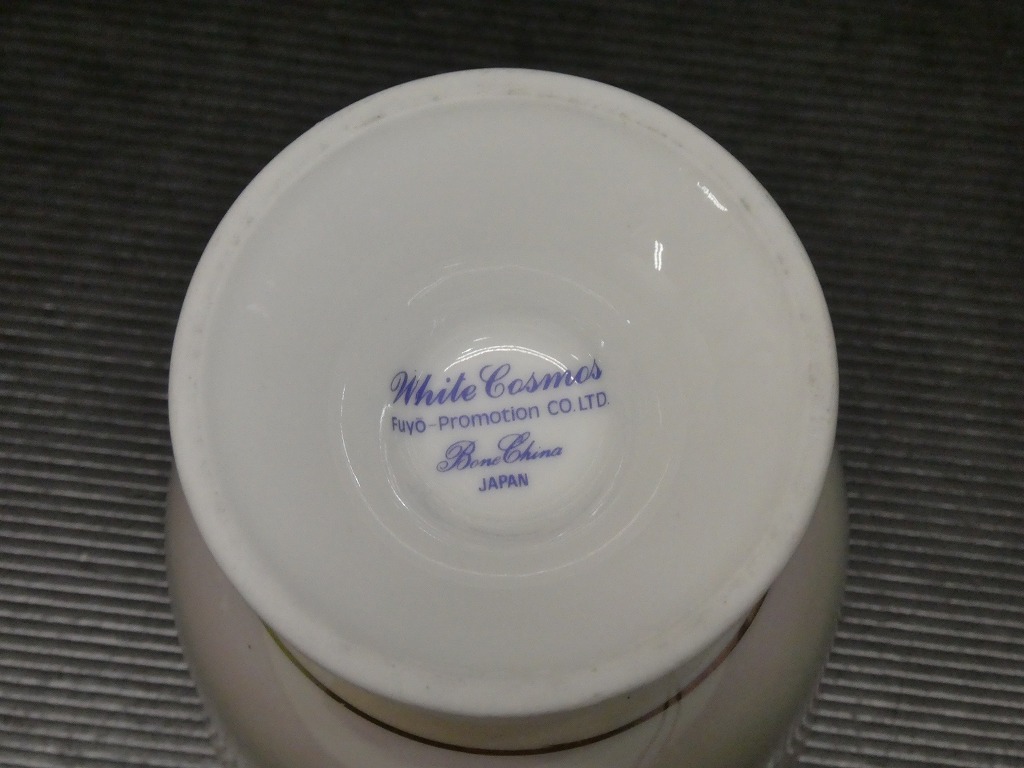 White Cosmos
Fuyō-Promotion CO.LTD.
Bone China
JAPAN